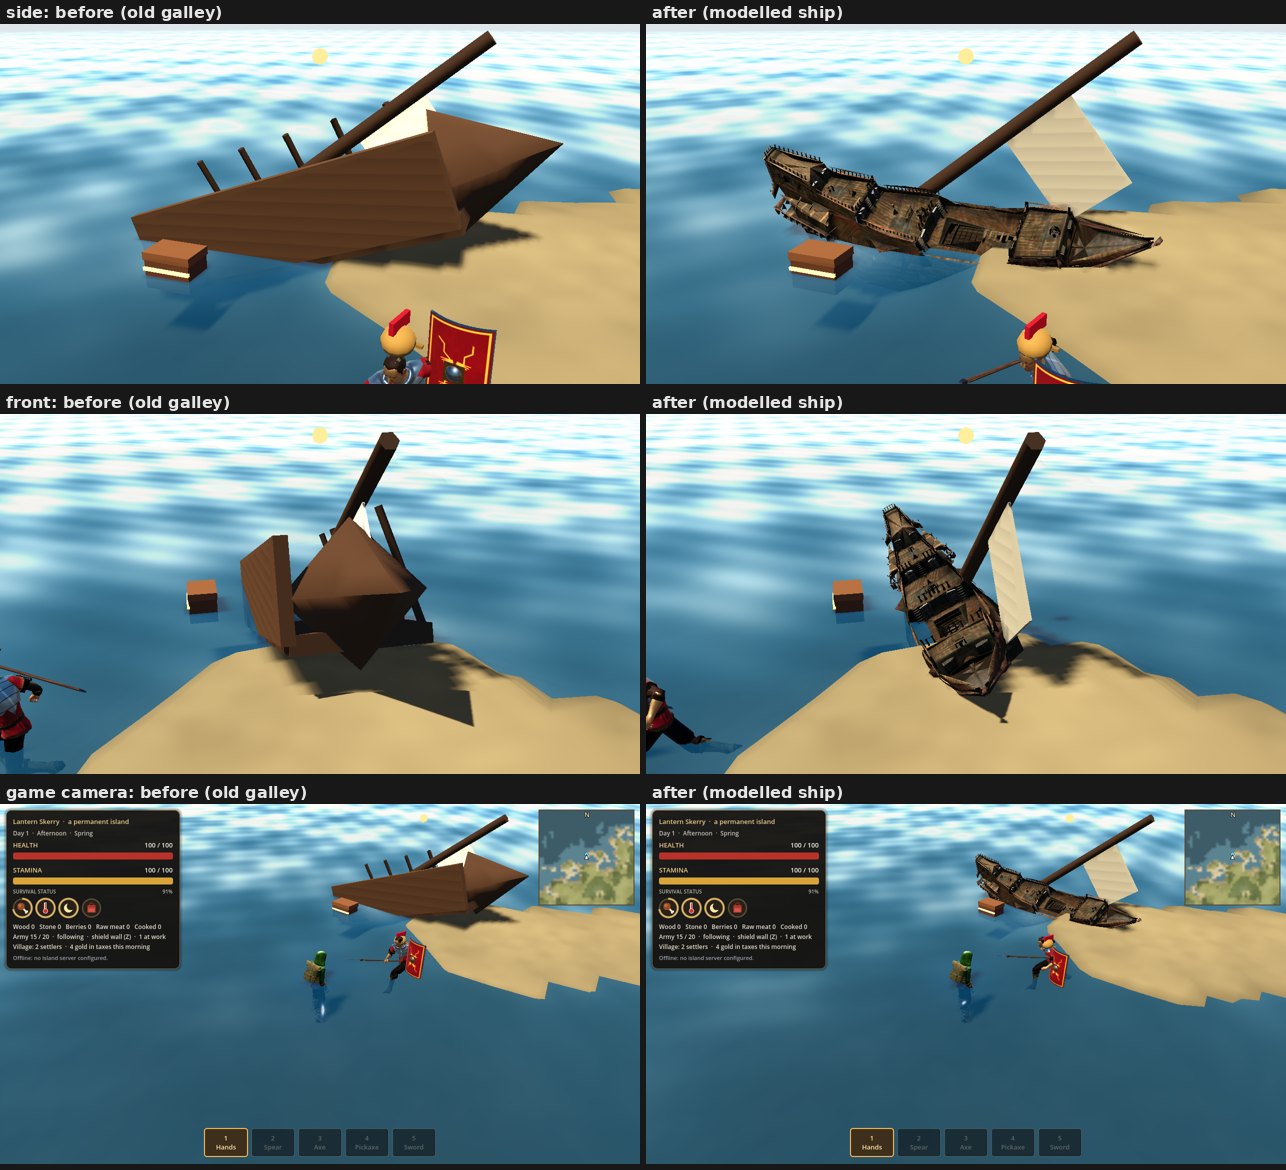 side: before (old galley)
after (modelled ship)
front: before (old galley)
after (modelled ship)
game camera: before (old galley)
after (modelled ship)
Lantern Skerry · a permanent island
Day 1 · Afternoon · Spring
HEALTH 100 / 100
STAMINA 100 / 100
SURVIVAL STATUS 91%
Wood 0 Stone 0 Berries 0 Raw meat 0 Cooked 0
Army 15 / 20 · following · shield wall (Z) · 1 at work
Village: 2 settlers · 4 gold in taxes this morning
Offline: no island server configured.
N
1 2 3 4 5
Hands Spear Axe Pickaxe Sword
Lantern Skerry · a permanent island
Day 1 · Afternoon · Spring
HEALTH 100 / 100
STAMINA 100 / 100
SURVIVAL STATUS 91%
Wood 0 Stone 0 Berries 0 Raw meat 0 Cooked 0
Army 15 / 20 · following · shield wall (Z) · 1 at work
Village: 2 settlers · 4 gold in taxes this morning
Offline: no island server configured.
N
1 2 3 4 5
Hands Spear Axe Pickaxe Sword